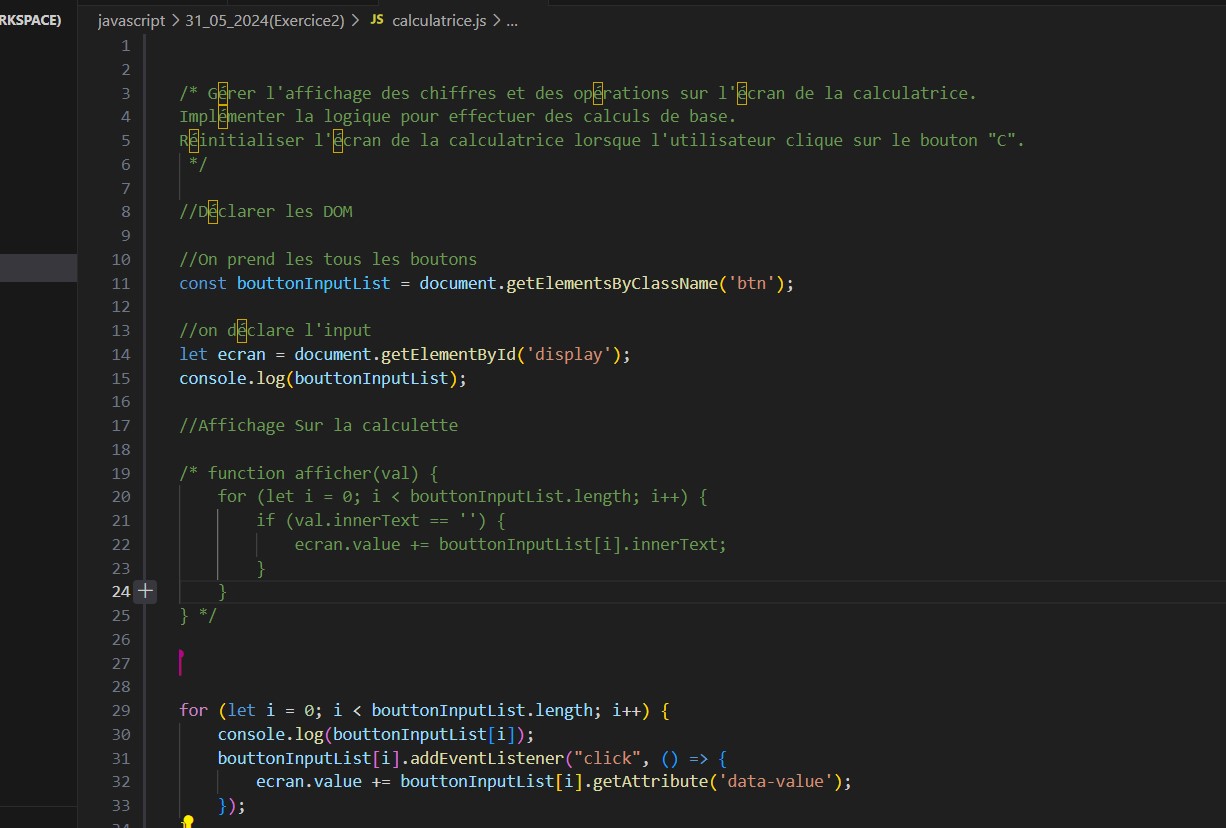 RKSPACE)
javascript > 31_05_2024(Exercice2) > JS calculatrice.js > ...
1
2
3 /* Gérer l'affichage des chiffres et des opérations sur l'écran de la calculatrice.
4 Implémenter la logique pour effectuer des calculs de base.
5 Réinitialiser l'écran de la calculatrice lorsque l'utilisateur clique sur le bouton "C".
6 */
7
8 //Déclarer les DOM
9
10 //On prend les tous les boutons
11 const bouttonInputList = document.getElementsByClassName('btn');
12
13 //on déclare l'input
14 let ecran = document.getElementById('display');
15 console.log(bouttonInputList);
16
17 //Affichage Sur la calculette
18
19 /* function afficher(val) {
20 for (let i = 0; i < bouttonInputList.length; i++) {
21 if (val.innerText == '') {
22 ecran.value += bouttonInputList[i].innerText;
23 }
24 }
25 } */
26
27
28
29 for (let i = 0; i < bouttonInputList.length; i++) {
30 console.log(bouttonInputList[i]);
31 bouttonInputList[i].addEventListener("click", () => {
32 ecran.value += bouttonInputList[i].getAttribute('data-value');
33 });